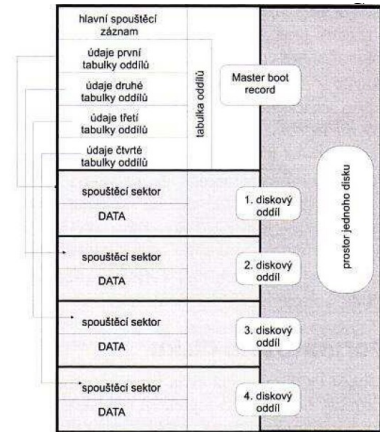 hlavní spouštěcí
záznam
údaje první
tabulky oddílů
údaje druhé
tabulky oddílů
údaje třetí
tabulky oddílů
údaje čtvrté
tabulky oddílů
tabulka oddílů
Master boot
record
prostor jednoho disku
spouštěcí sektor
DATA
1. diskový
oddíl
spouštěcí sektor
DATA
2. diskový
oddíl
spouštěcí sektor
DATA
3. diskový
oddíl
spouštěcí sektor
DATA
4. diskový
oddíl